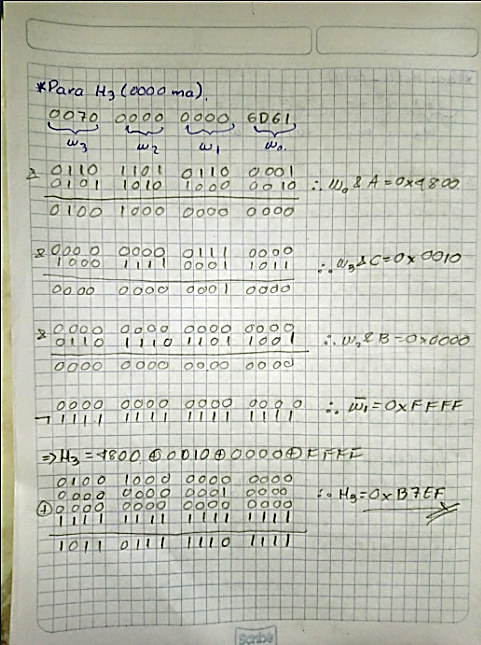 *Para H₃ (0000 ma).
0070 0000 0000, 6D61
w₃ w₂ w₁ w₀
& 0110 1101 0110 0001
0101 1010 1000 0010 ∴ w₀ & A = 0x4800
0100 1000 0000 0000
& 0000 0000 0111 0000
1000 1111 0001 1011 ∴ w₃ & C = 0x0010
0000 0000 0001 0000
& 0000 0000 0000 0000
0110 1110 1101 1001 ∴ w₂ & B = 0x0000
0000 0000 0000 0000
0000 0000 0000 0000 ∴ w̄₁ = 0xFFFF
¬ 1111 1111 1111 1111
⇒ H₃ = 4800 ⊕ 0010 ⊕ 0000 ⊕ FFFF
0100 1000 0000 0000
0000 0000 0001 0000 ∴ H₃ = 0xB7EF
⊕ 0000 0000 0000 0000
1111 1111 1111 1111
1011 0111 1110 1111
Scribe